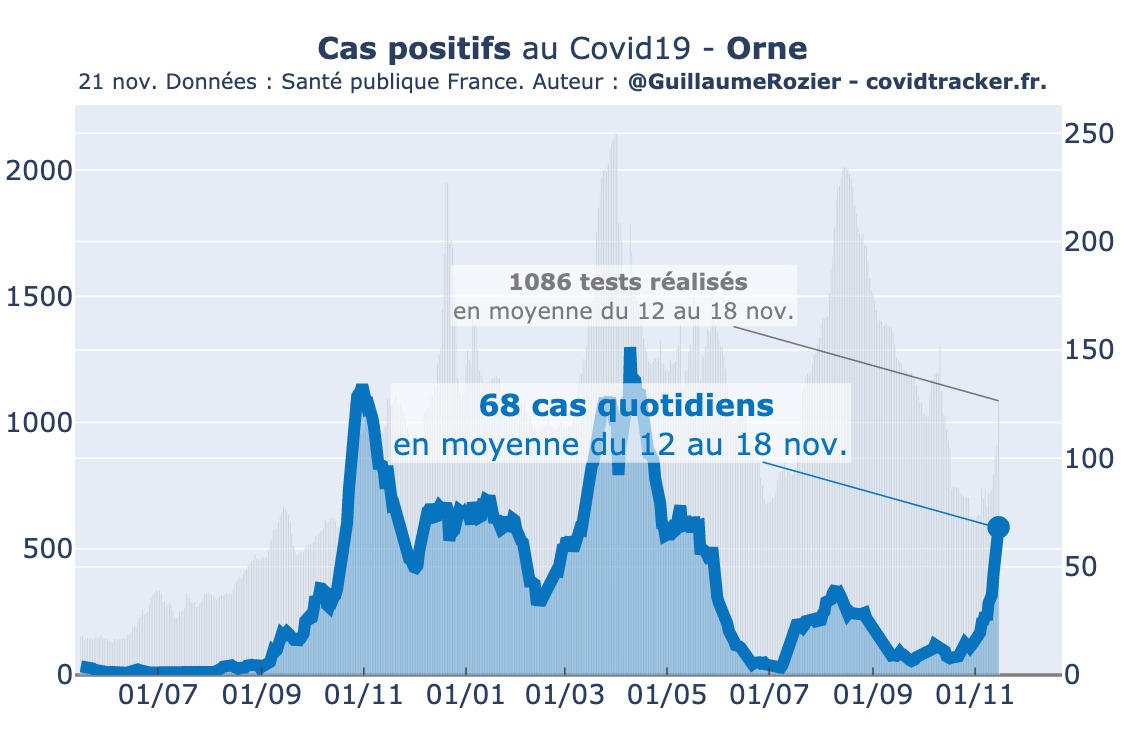 Cas positifs au Covid19 - Orne
21 nov. Données : Santé publique France. Auteur : @GuillaumeRozier - covidtracker.fr.
250
2000
200
1086 tests réalisés
1500
en moyenne du 12 au 18 nov.
150
68 cas quotidiens
1000
en moyenne du 12 au 18 nov.
100
500
50
0
0
01/07 01/09 01/11 01/01 01/03 01/05 01/07 01/09 01/11